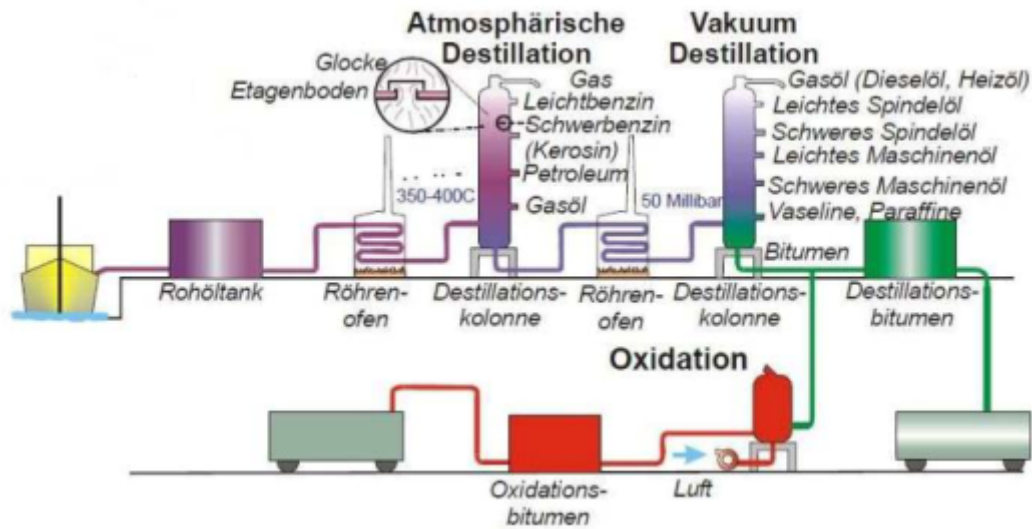 Atmosphärische
Destillation
Vakuum
Destillation
Glocke
Etagenboden
Gas
Leichtbenzin
Schwerbenzin
(Kerosin)
Petroleum
Gasöl
350-400C
Gasöl (Dieselöl, Heizöl)
Leichtes Spindelöl
Schweres Spindelöl
Leichtes Maschinenöl
Schweres Maschinenöl
Vaseline, Paraffine
50 Millibar
Bitumen
Rohöltank
Röhren-
ofen
Destillations-
kolonne
Röhren-
ofen
Destillations-
kolonne
Destillations-
bitumen
Oxidation
Oxidations-
bitumen
Luft